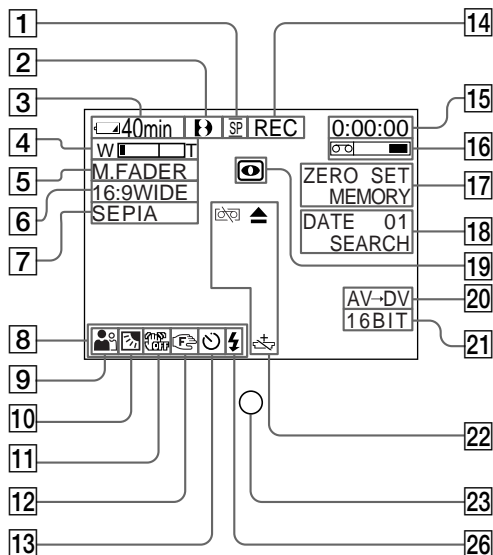 1
14
2
3
15
40min SP REC 0:00:00
4
16
W T
5
M.FADER
ZERO SET
MEMORY
17
6
16:9WIDE
7
SEPIA
DATE 01
SEARCH
18
19
AV→DV
20
16BIT
21
8
OFF F
9
10
22
11
12
23
13
26